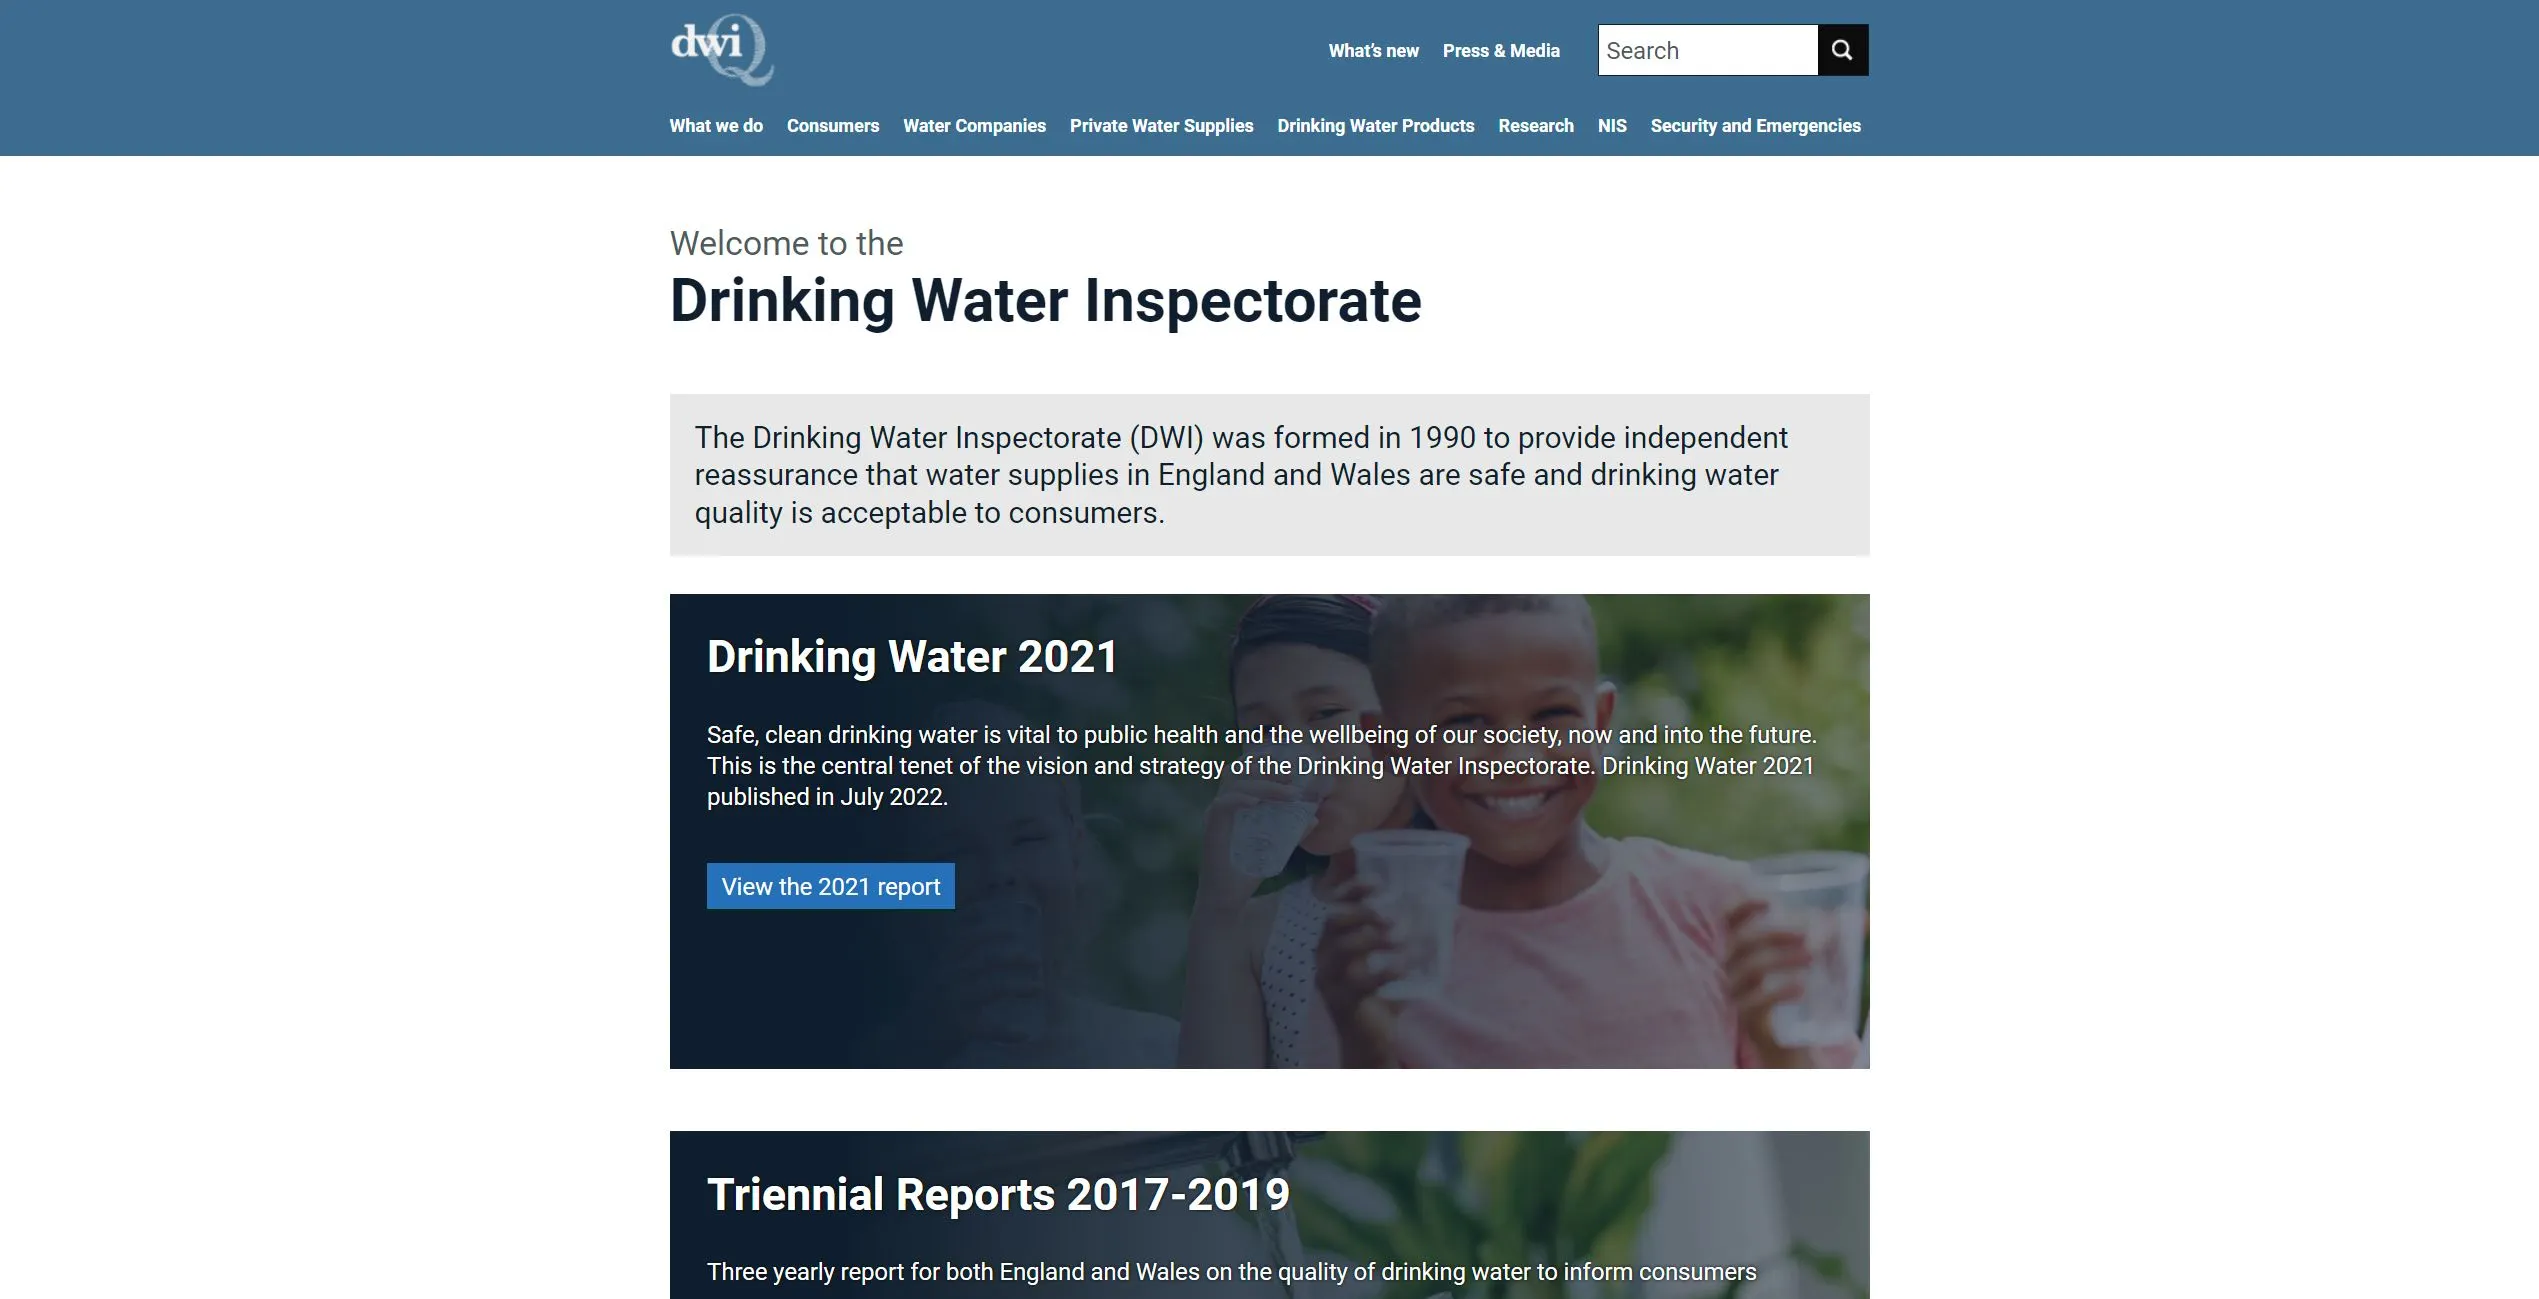 dwi Q
What's new
Press & Media
Search
What we do
Consumers
Water Companies
Private Water Supplies
Drinking Water Products
Research
NIS
Security and Emergencies
Welcome to the
Drinking Water Inspectorate
The Drinking Water Inspectorate (DWI) was formed in 1990 to provide independent
reassurance that water supplies in England and Wales are safe and drinking water
quality is acceptable to consumers.
Drinking Water 2021
Safe, clean drinking water is vital to public health and the wellbeing of our society, now and into the future.
This is the central tenet of the vision and strategy of the Drinking Water Inspectorate. Drinking Water 2021
published in July 2022.
View the 2021 report
Triennial Reports 2017-2019
Three yearly report for both England and Wales on the quality of drinking water to inform consumers